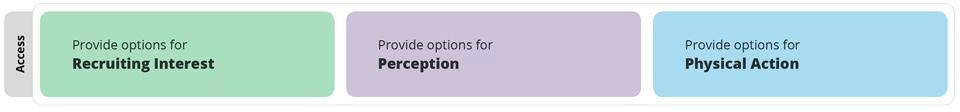 Access
Provide options for
Recruiting Interest
Provide options for
Perception
Provide options for
Physical Action